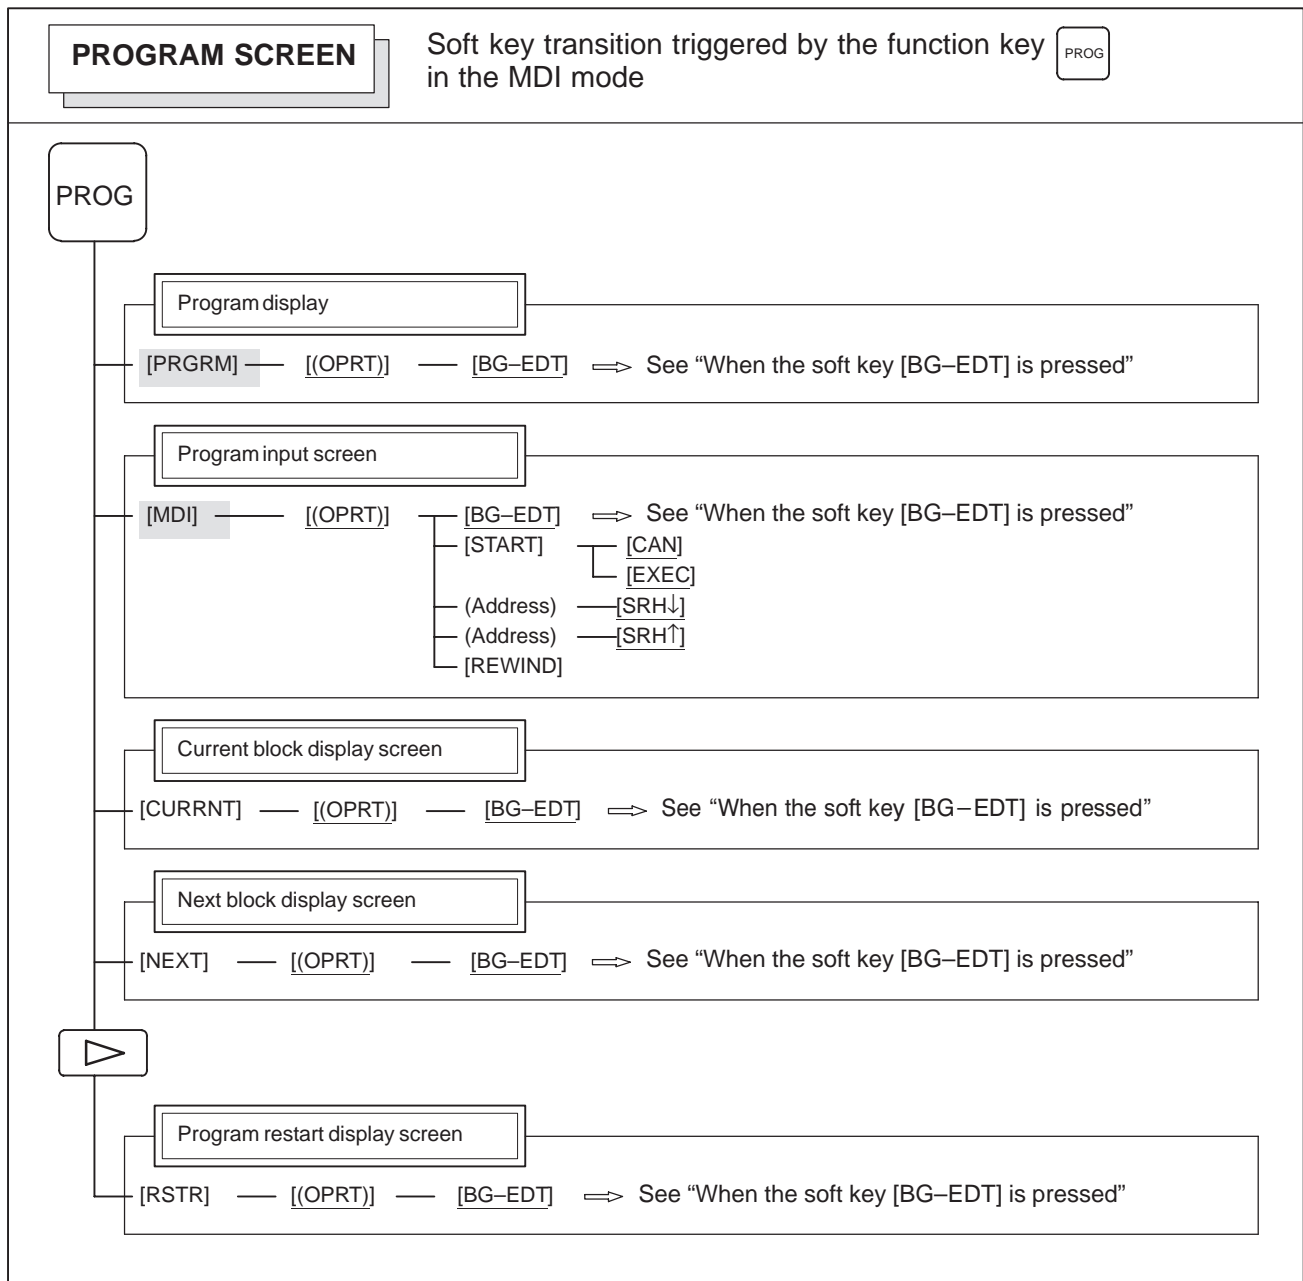 PROGRAM SCREEN
Soft key transition triggered by the function key PROG
in the MDI mode
PROG
Program display
[PRGRM] [(OPRT)] [BG–EDT] See “When the soft key [BG–EDT] is pressed”
Program input screen
[MDI] [(OPRT)] [BG–EDT] See “When the soft key [BG–EDT] is pressed”
[START] [CAN]
[EXEC]
(Address) [SRH↓]
(Address) [SRH↑]
[REWIND]
Current block display screen
[CURRNT] [(OPRT)] [BG–EDT] See “When the soft key [BG–EDT] is pressed”
Next block display screen
[NEXT] [(OPRT)] [BG–EDT] See “When the soft key [BG–EDT] is pressed”
Program restart display screen
[RSTR] [(OPRT)] [BG–EDT] See “When the soft key [BG–EDT] is pressed”